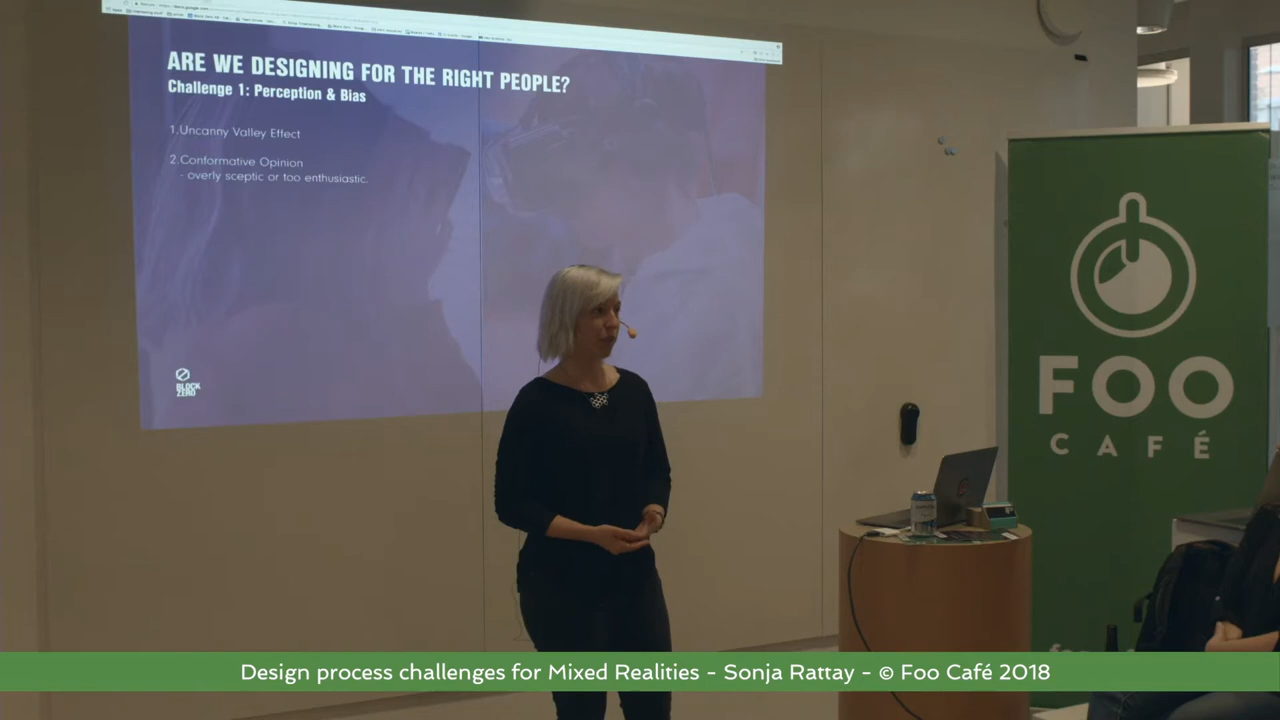 ARE WE DESIGNING FOR THE RIGHT PEOPLE?
Challenge 1: Perception & Bias
1.Uncanny Valley Effect
2.Conformative Opinion
- overly sceptic or too enthusiastic.
BLOCK
ZERO
FOO
CAFÉ
Design process challenges for Mixed Realities - Sonja Rattay - © Foo Café 2018